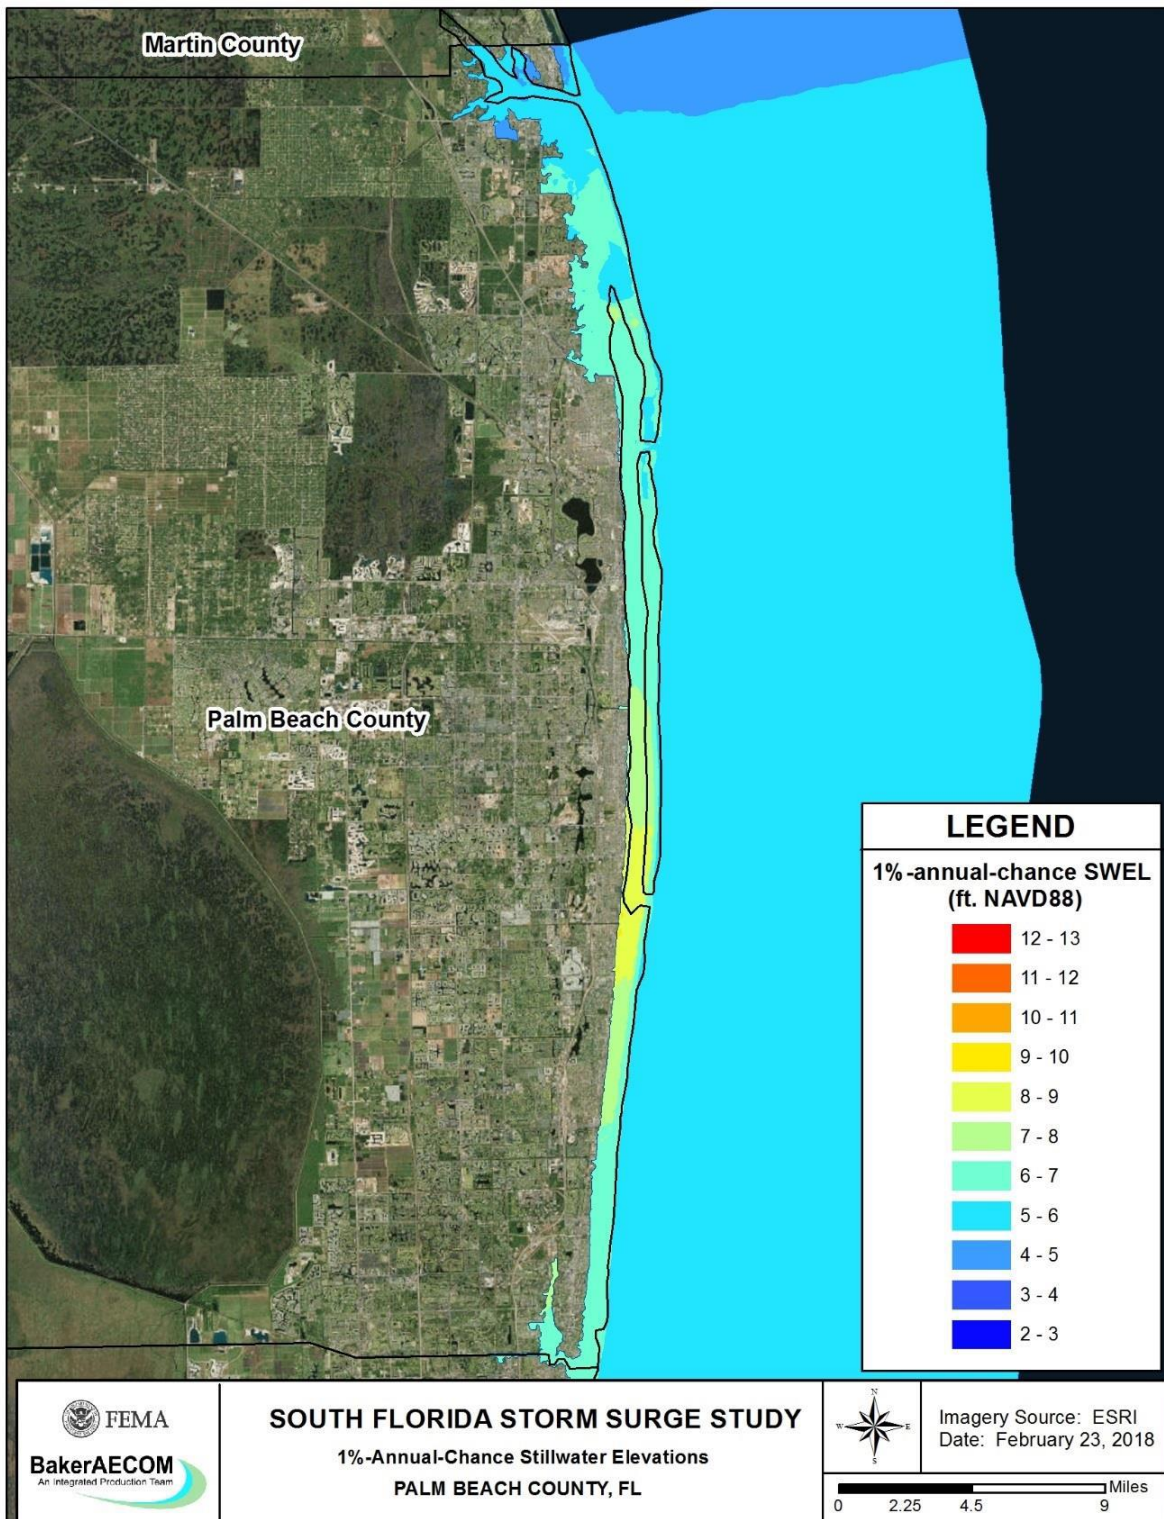 Martin County
Palm Beach County
LEGEND
1%-annual-chance SWEL
(ft. NAVD88)
12 - 13
11 - 12
10 - 11
9 - 10
8 - 9
7 - 8
6 - 7
5 - 6
4 - 5
3 - 4
2 - 3
FEMA
BakerAECOM
An Integrated Production Team
SOUTH FLORIDA STORM SURGE STUDY
1%-Annual-Chance Stillwater Elevations
PALM BEACH COUNTY, FL
N
W E
S
Imagery Source: ESRI
Date: February 23, 2018
Miles
0 2.25 4.5 9